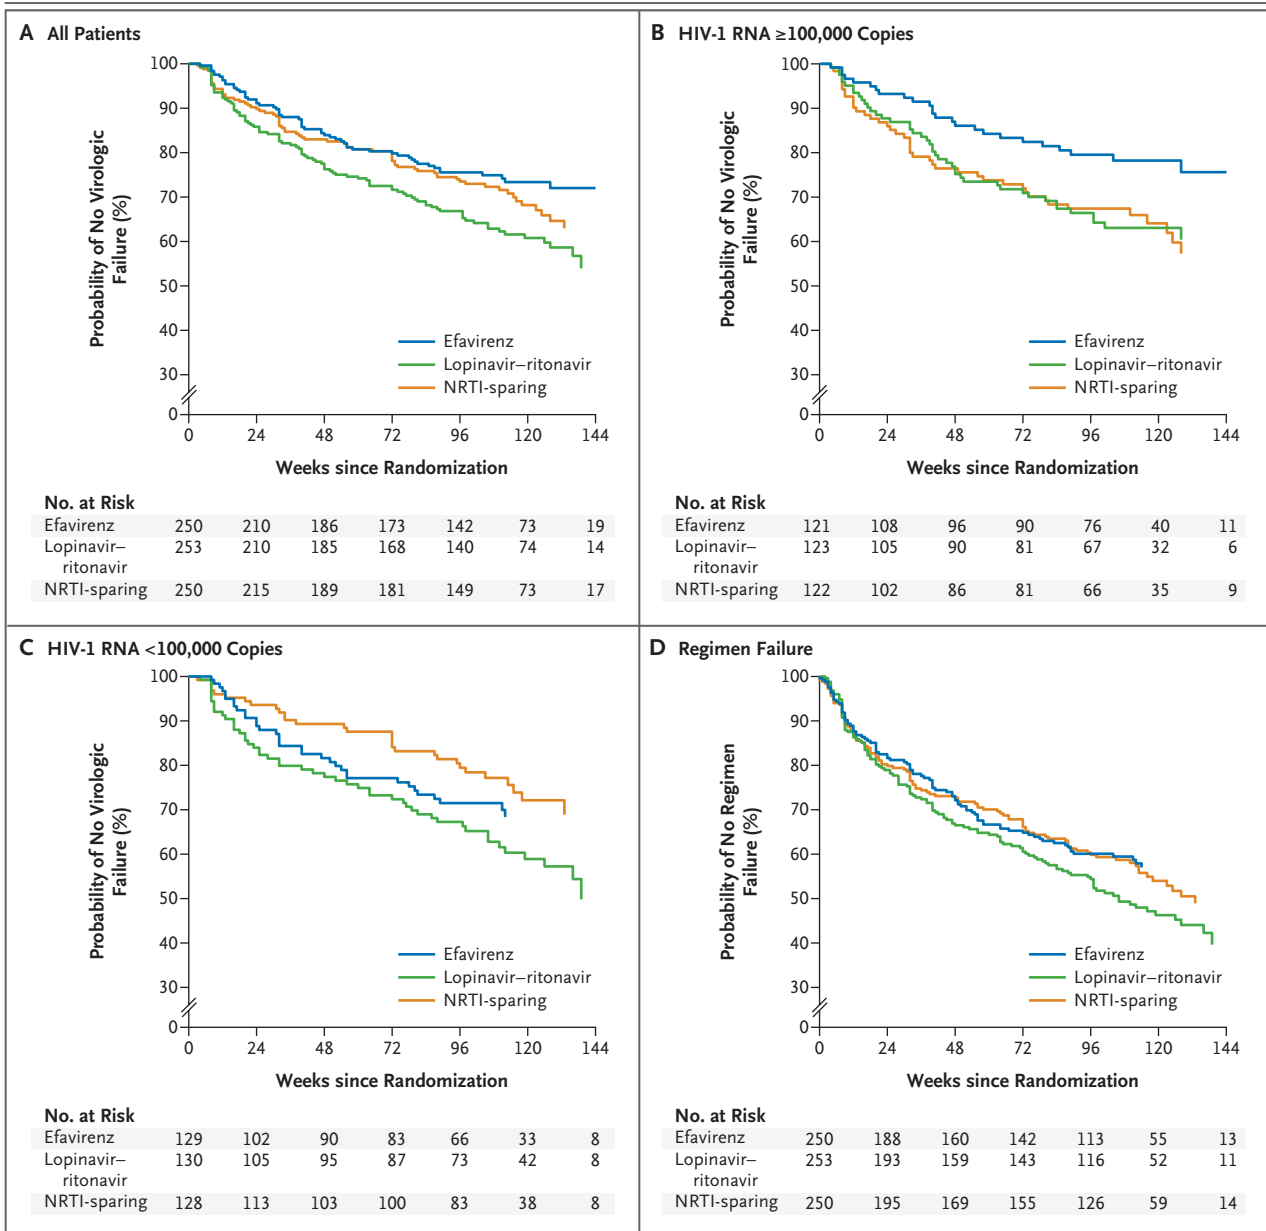 A All Patients
100
90
80
70
60
50
40
30
0
Probability of No Virologic
Failure (%)
Efavirenz
Lopinavir–ritonavir
NRTI-sparing
0 24 48 72 96 120 144
Weeks since Randomization
No. at Risk
Efavirenz 250 210 186 173 142 73 19
Lopinavir– 253 210 185 168 140 74 14
ritonavir
NRTI-sparing 250 215 189 181 149 73 17
B HIV-1 RNA ≥100,000 Copies
100
90
80
70
60
50
40
30
0
Probability of No Virologic
Failure (%)
Efavirenz
Lopinavir–ritonavir
NRTI-sparing
0 24 48 72 96 120 144
Weeks since Randomization
No. at Risk
Efavirenz 121 108 96 90 76 40 11
Lopinavir– 123 105 90 81 67 32 6
ritonavir
NRTI-sparing 122 102 86 81 66 35 9
C HIV-1 RNA <100,000 Copies
100
90
80
70
60
50
40
30
0
Probability of No Virologic
Failure (%)
Efavirenz
Lopinavir–ritonavir
NRTI-sparing
0 24 48 72 96 120 144
Weeks since Randomization
No. at Risk
Efavirenz 129 102 90 83 66 33 8
Lopinavir– 130 105 95 87 73 42 8
ritonavir
NRTI-sparing 128 113 103 100 83 38 8
D Regimen Failure
100
90
80
70
60
50
40
30
0
Probability of No Regimen
Failure (%)
Efavirenz
Lopinavir–ritonavir
NRTI-sparing
0 24 48 72 96 120 144
Weeks since Randomization
No. at Risk
Efavirenz 250 188 160 142 113 55 13
Lopinavir– 253 193 159 143 116 52 11
ritonavir
NRTI-sparing 250 195 169 155 126 59 14